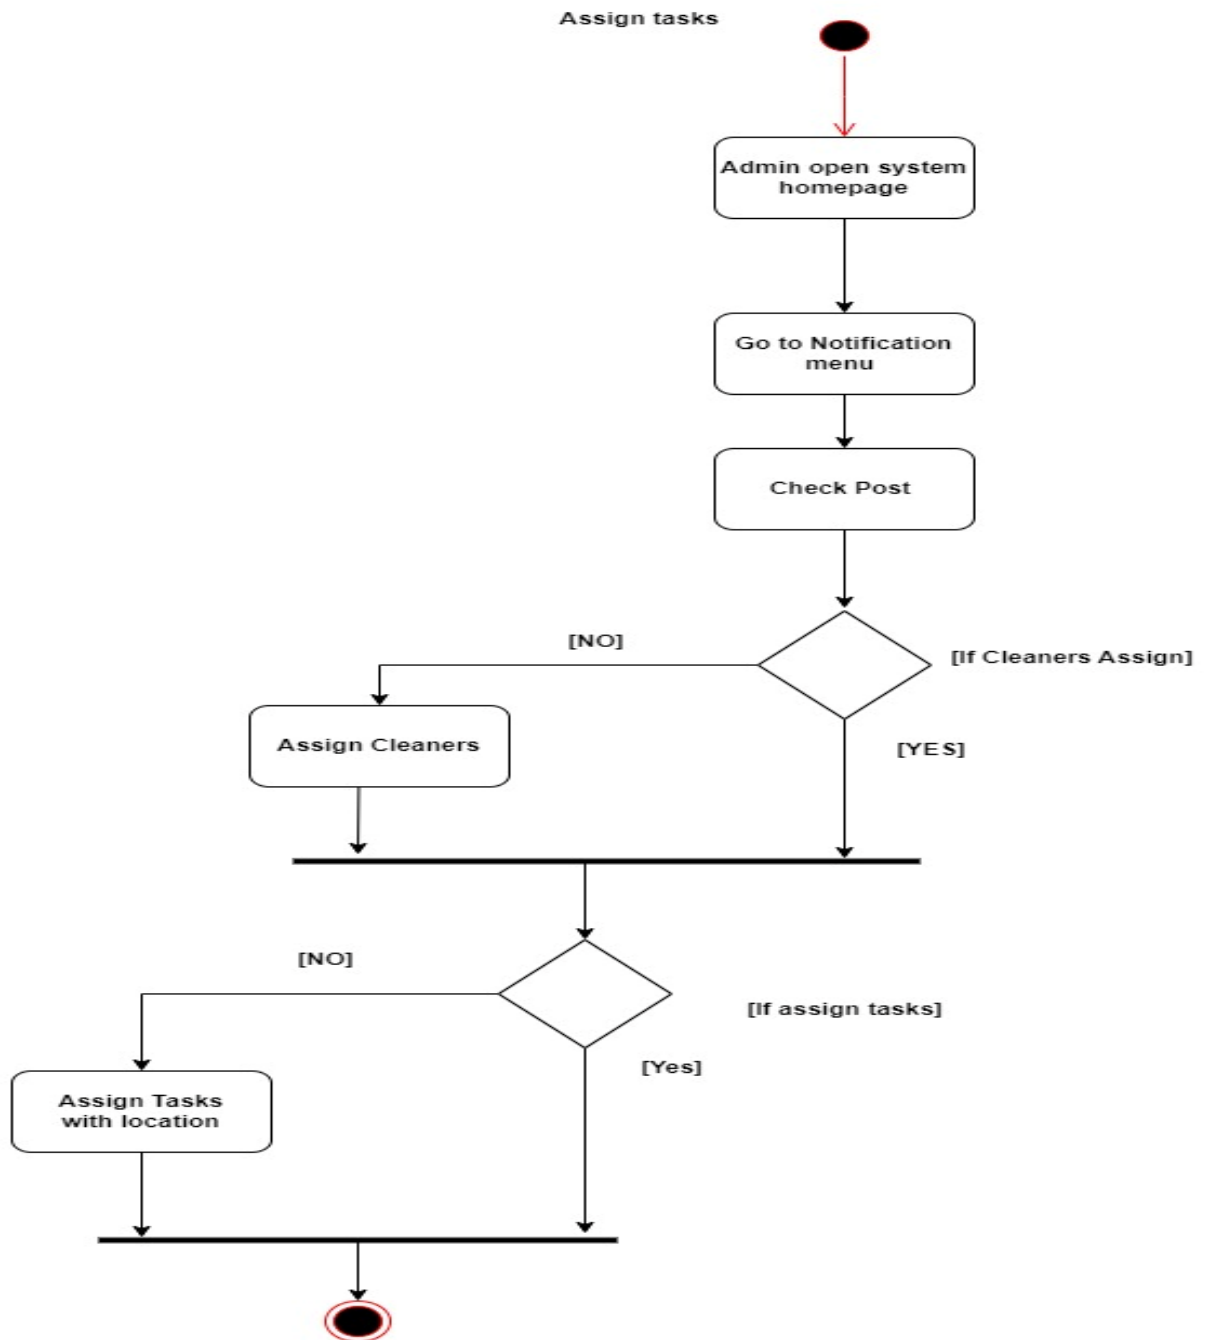 Assign tasks
Admin open system
homepage
Go to Notification
menu
Check Post
[NO]
[If Cleaners Assign]
Assign Cleaners
[YES]
[NO]
[If assign tasks]
[Yes]
Assign Tasks
with location